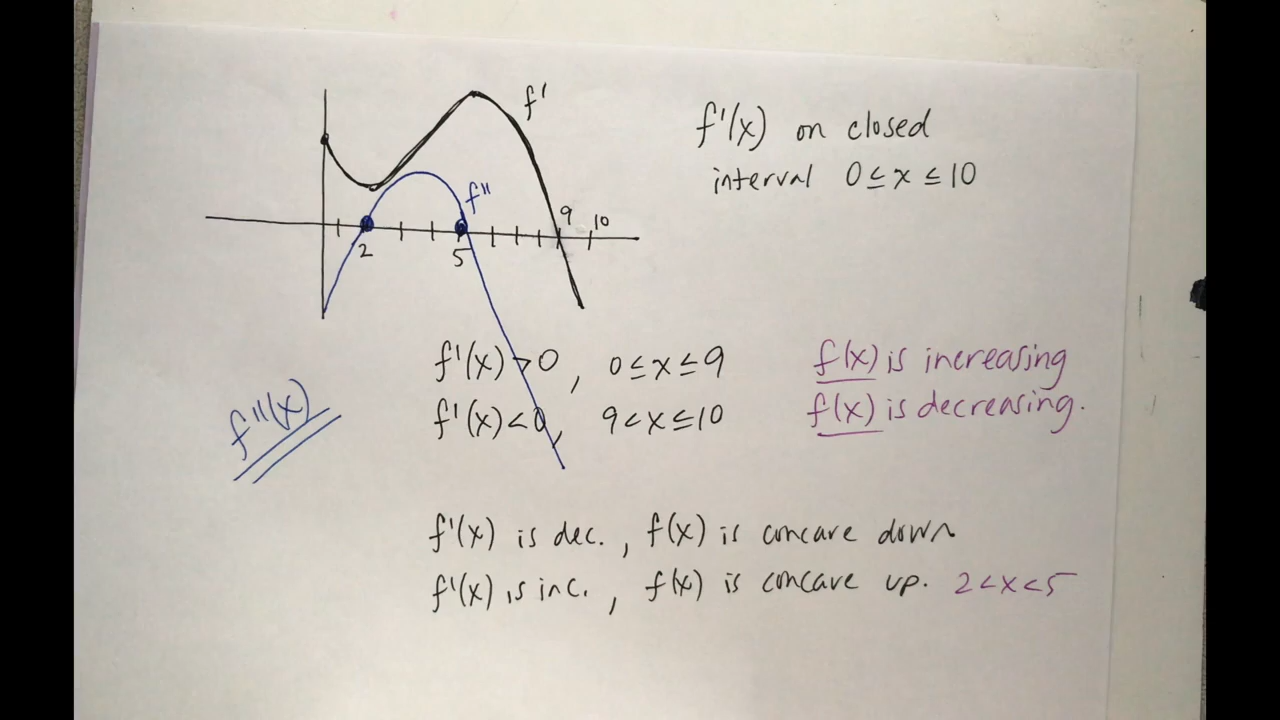 f'
f'(x) on closed
interval 0 ≤ x ≤ 10
f"
9
10
2
5
f'(x) > 0 , 0 ≤ x ≤ 9 f(x) is increasing
f'(x) < 0 , 9 < x ≤ 10 f(x) is decreasing.
f"(x)
f'(x) is dec. , f(x) is concave down
f'(x) is inc. , f(x) is concave up. 2 < x < 5